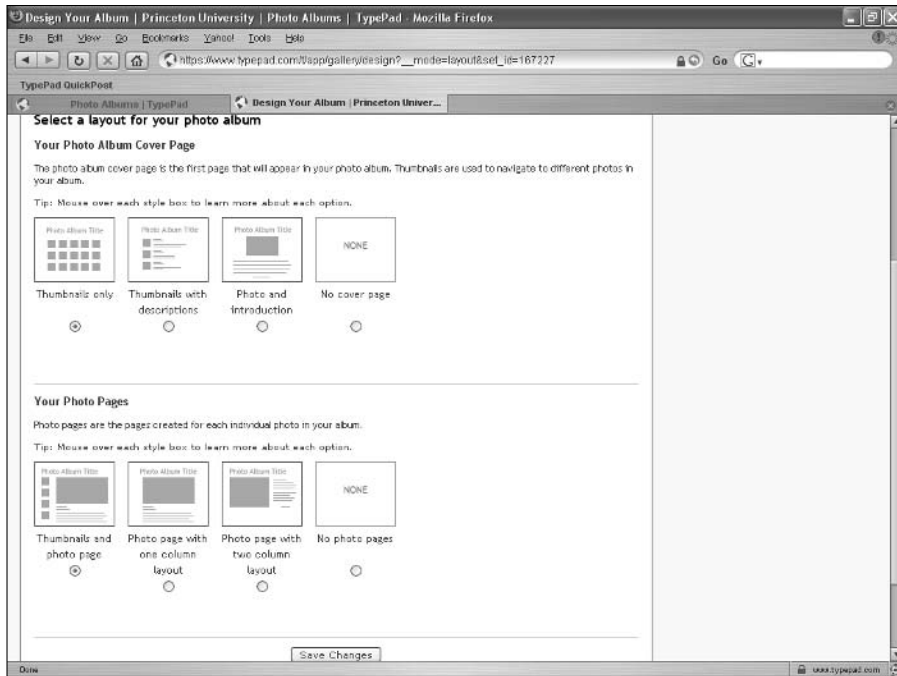 Design Your Album | Princeton University | Photo Albums | TypePad - Mozilla Firefox
File Edit View Go Bookmarks Yahoo! Tools Help
https://www.typepad.com/t/app/gallery/design?__mode=layout&set_id=167227
Go
TypePad QuickPost
Photo Albums | TypePad
Design Your Album | Princeton Univer...
Select a layout for your photo album
Your Photo Album Cover Page
The photo album cover page is the first page that will appear in your photo album. Thumbnails are used to navigate to different photos in
your album.
Tip: Mouse over each style box to learn more about each option.
Photo Album Title Photo Album Title Photo Album Title
NONE
Thumbnails only Thumbnails with Photo and No cover page
descriptions introduction
Your Photo Pages
Photo pages are the pages created for each individual photo in your album.
Tip: Mouse over each style box to learn more about each option.
Photo Album Title Photo Album Title Photo Album Title
NONE
Thumbnails and Photo page with Photo page with No photo pages
photo page one column two column
layout layout
Save Changes
Done www.typepad.com